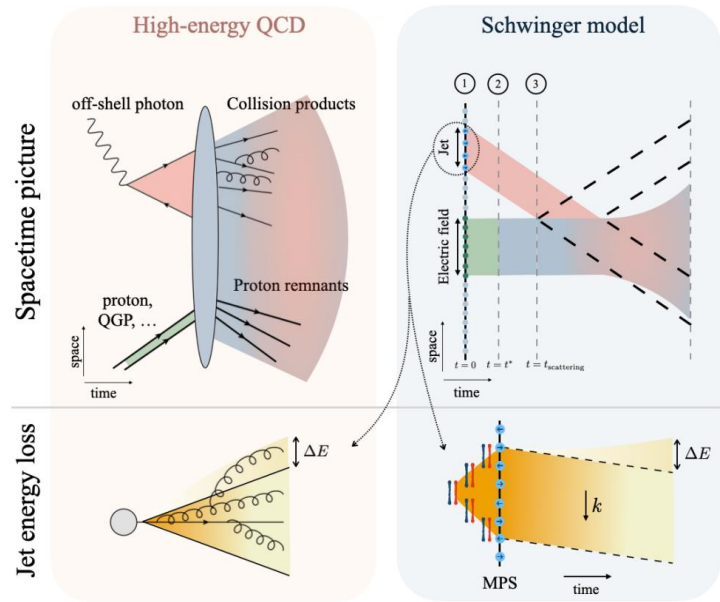 High-energy QCD
Schwinger model
Spacetime picture
off-shell photon
Collision products
proton,
QGP, …
Proton remnants
space
time
1
2
3
Jet
Electric field
space
t = 0
t = t*
t = t_scattering
time
Jet energy loss
ΔE
ΔE
k
MPS
time